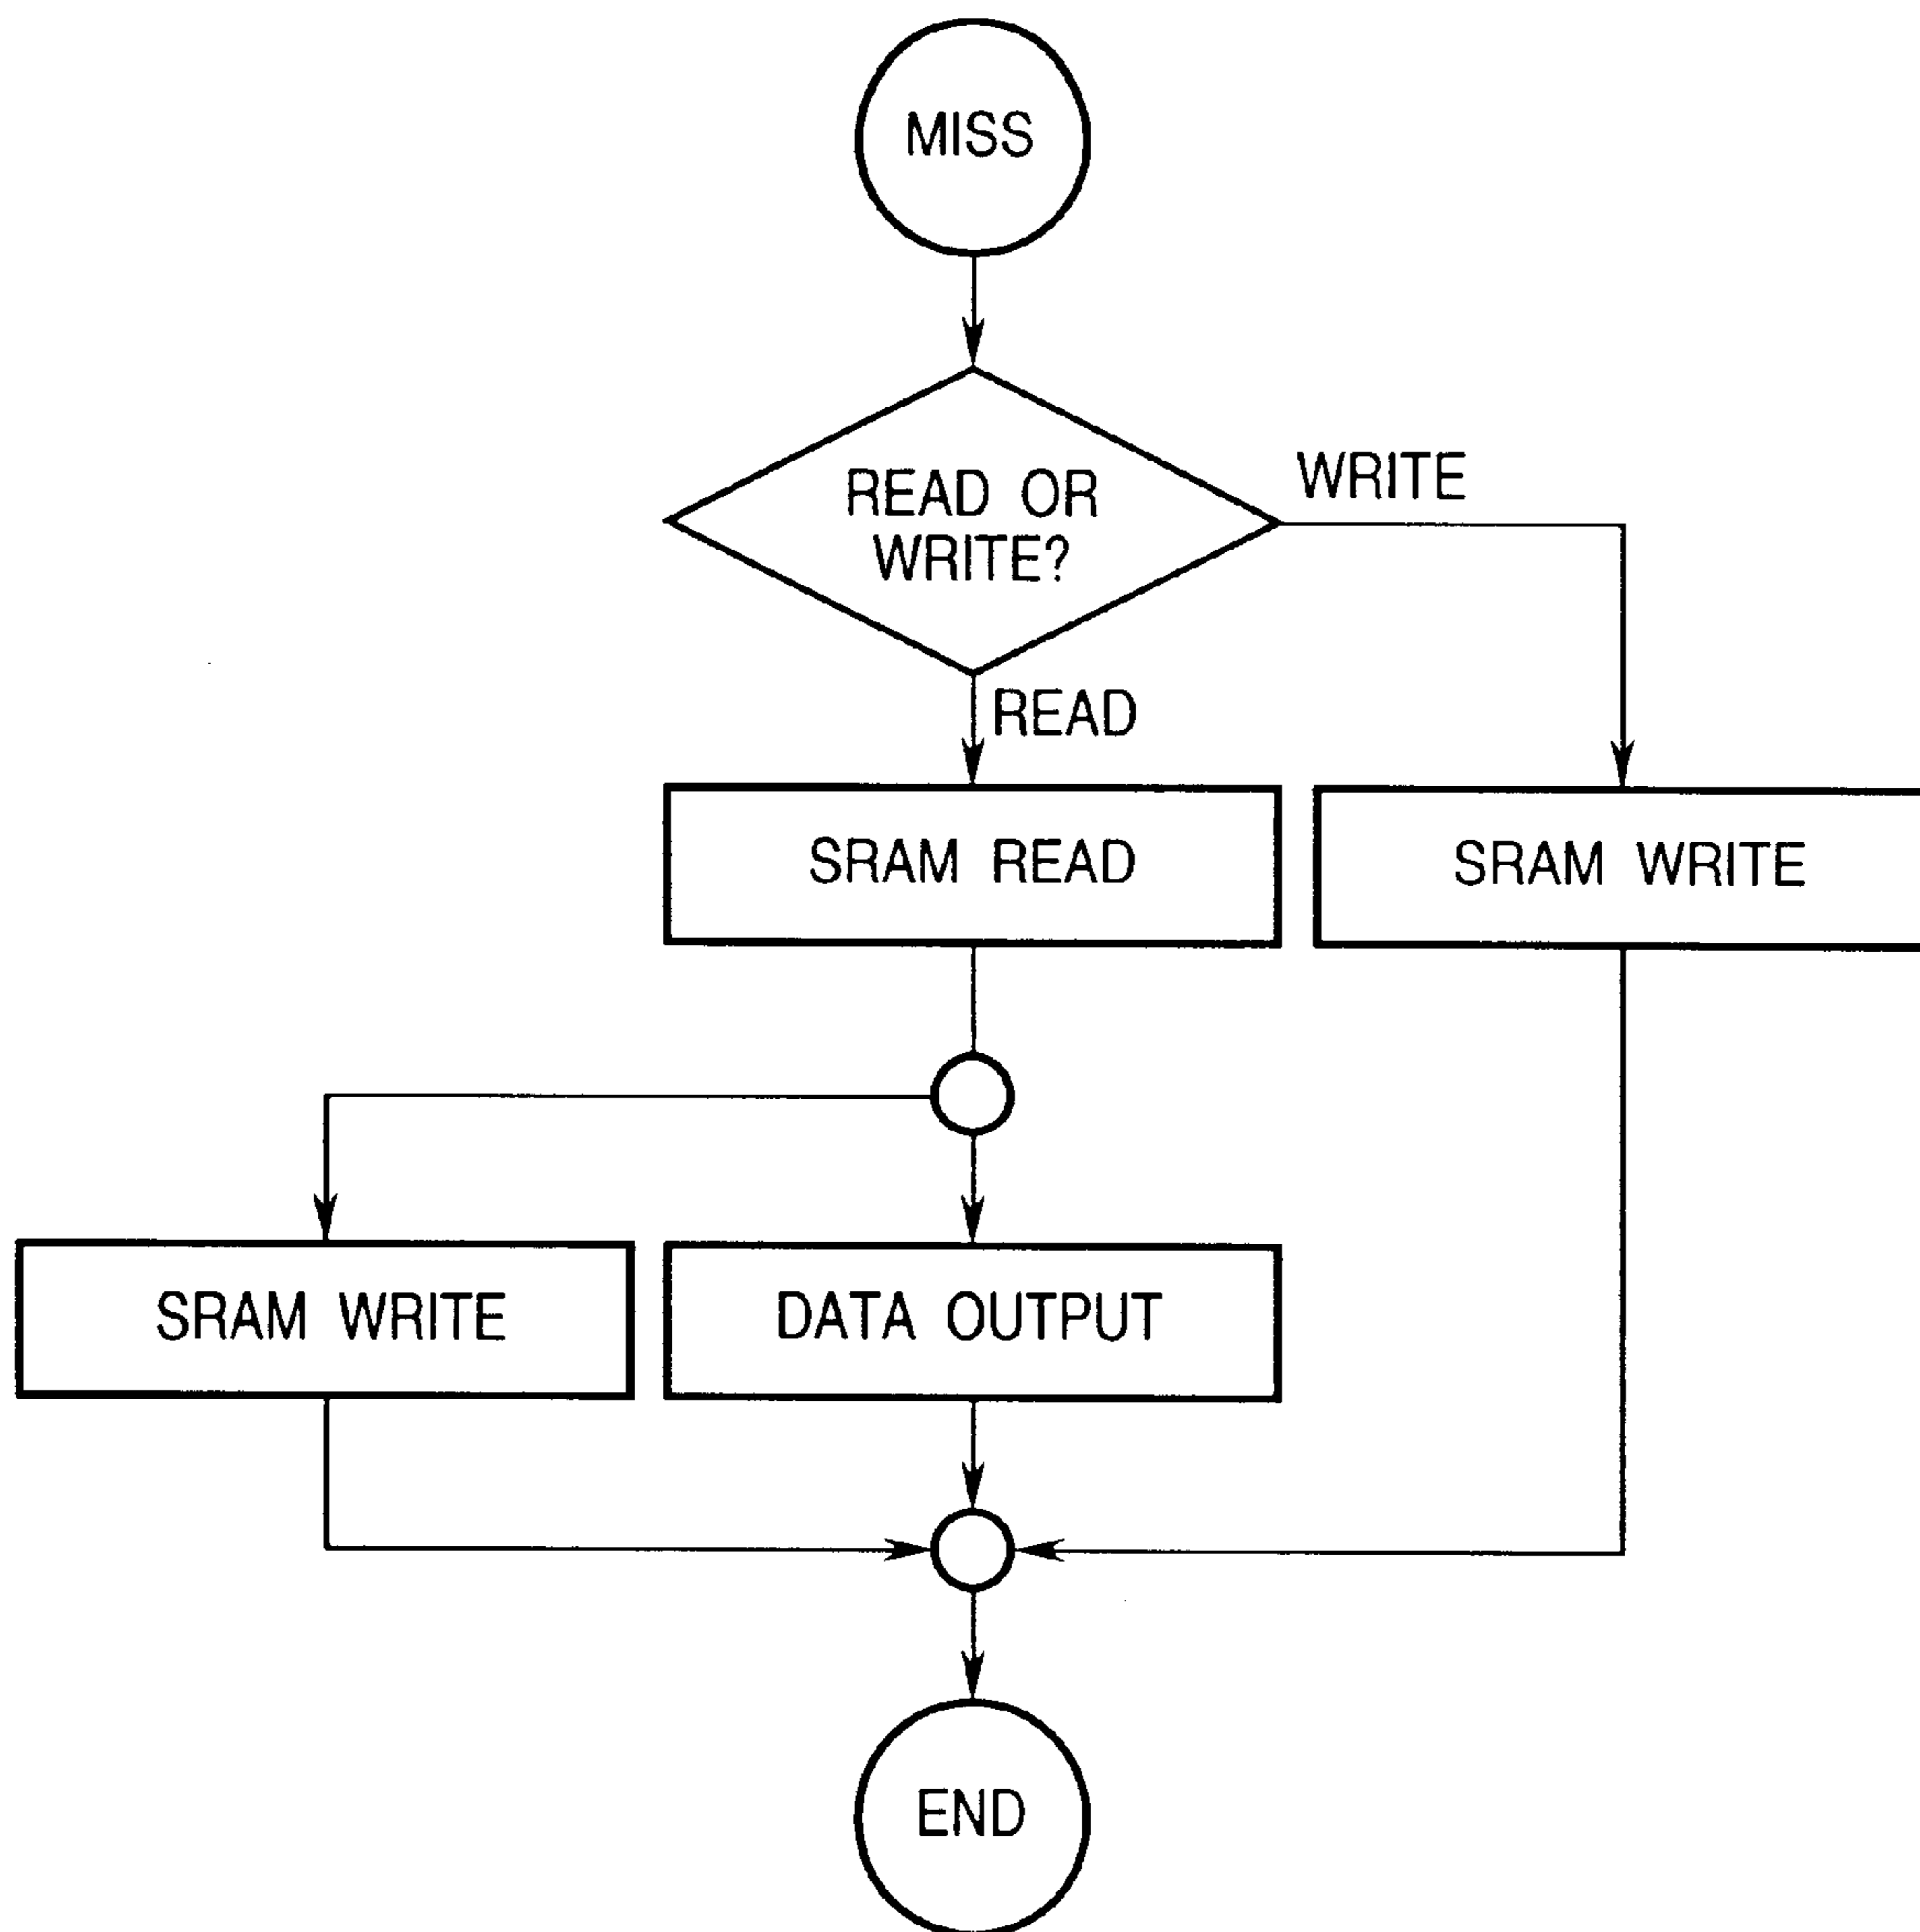 MISS
READ OR
WRITE?
WRITE
READ
SRAM READ
SRAM WRITE
SRAM WRITE
DATA OUTPUT
END